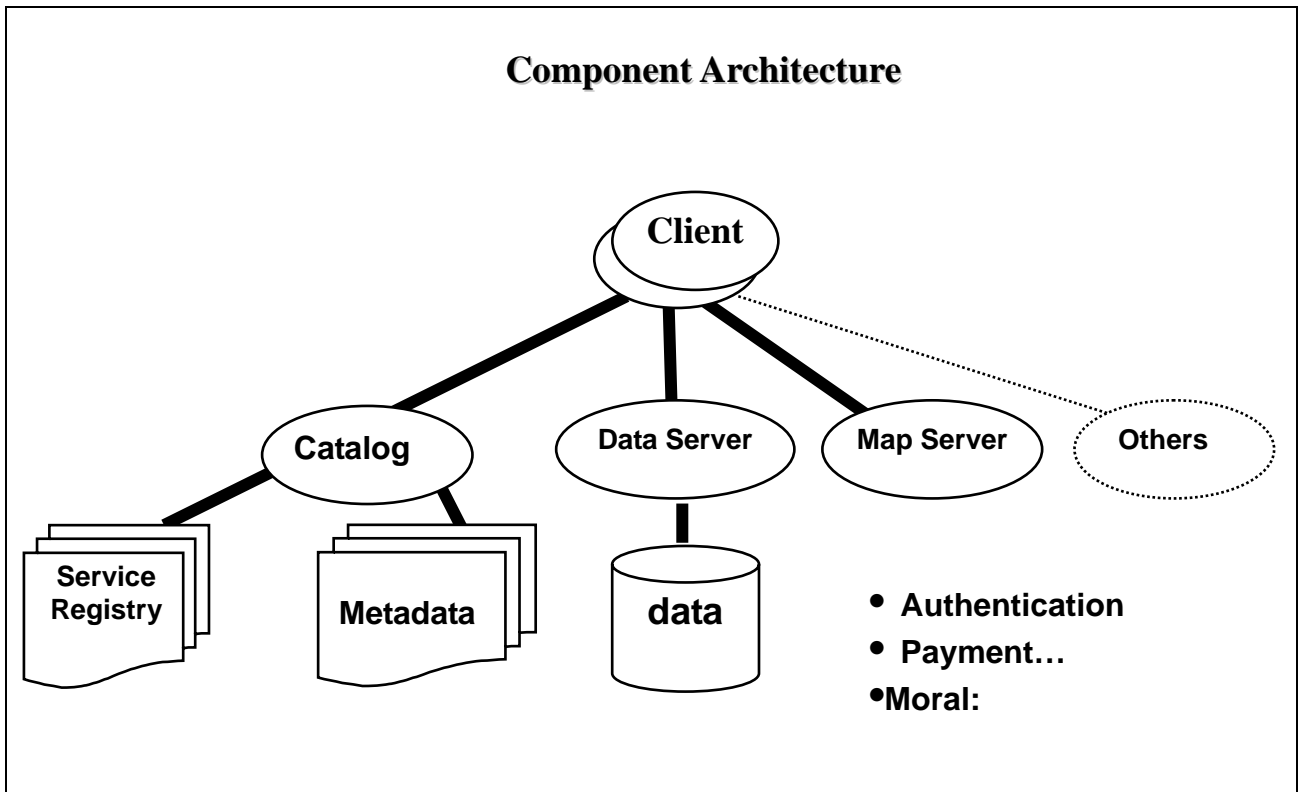 Component Architecture
Client
Catalog
Data Server
Map Server
Others
Service
Registry
Metadata
data
• Authentication
• Payment…
•Moral: